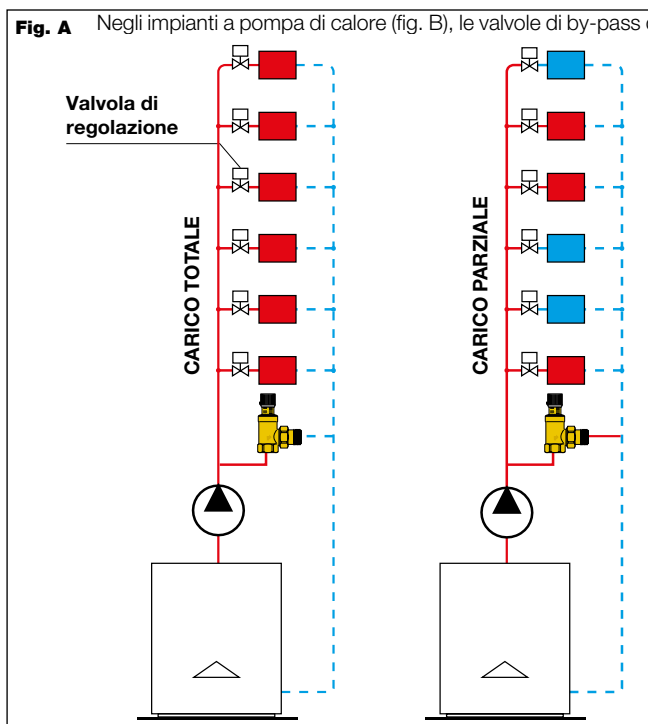 Fig. A Negli impianti a pompa di calore (fig. B), le valvole di by-pass
Valvola di
regolazione
CARICO TOTALE
CARICO PARZIALE